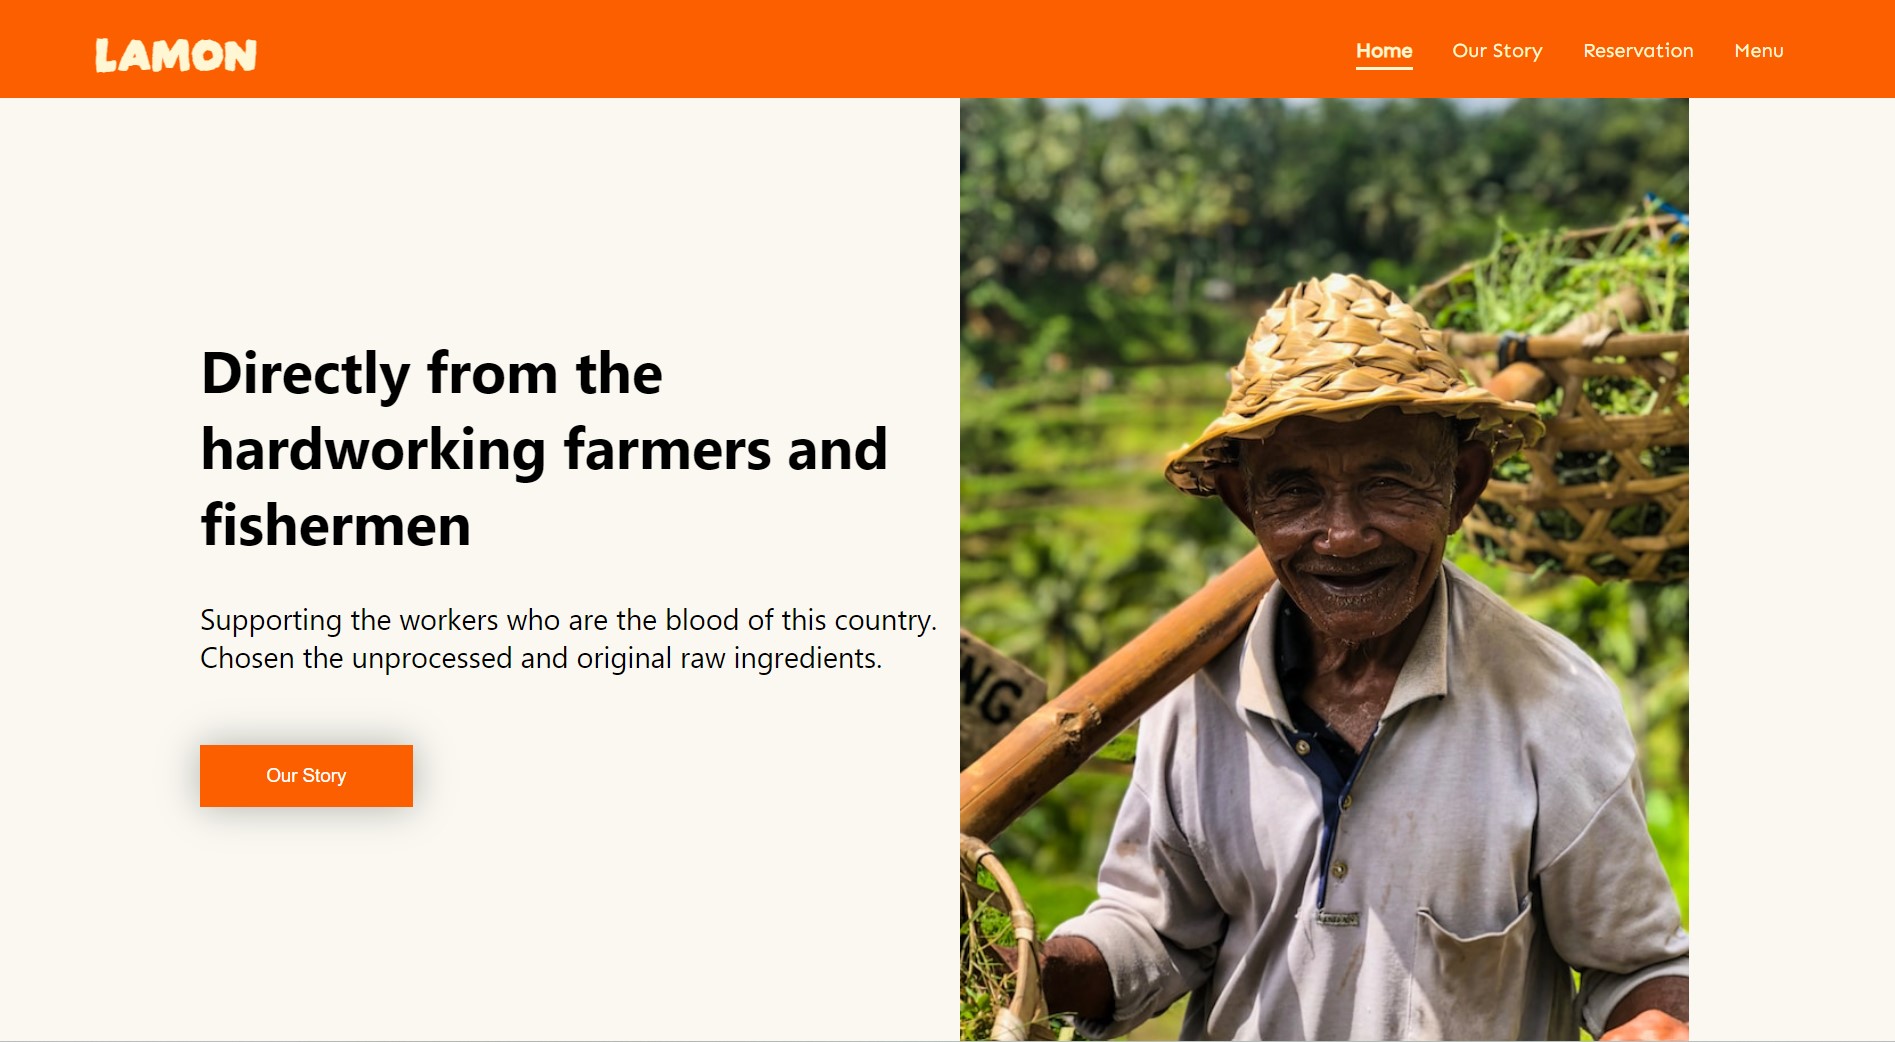 LAMON
Home Our Story Reservation Menu
Directly from the
hardworking farmers and
fishermen
Supporting the workers who are the blood of this country.
Chosen the unprocessed and original raw ingredients.
Our Story
NG